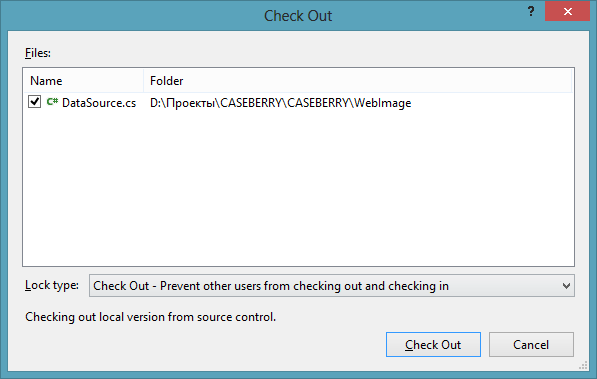 Check Out
?
Files:
Name Folder
C# DataSource.cs D:\Проекты\CASEBERRY\CASEBERRY\WebImage
Lock type: Check Out - Prevent other users from checking out and checking in
Checking out local version from source control.
Check Out Cancel